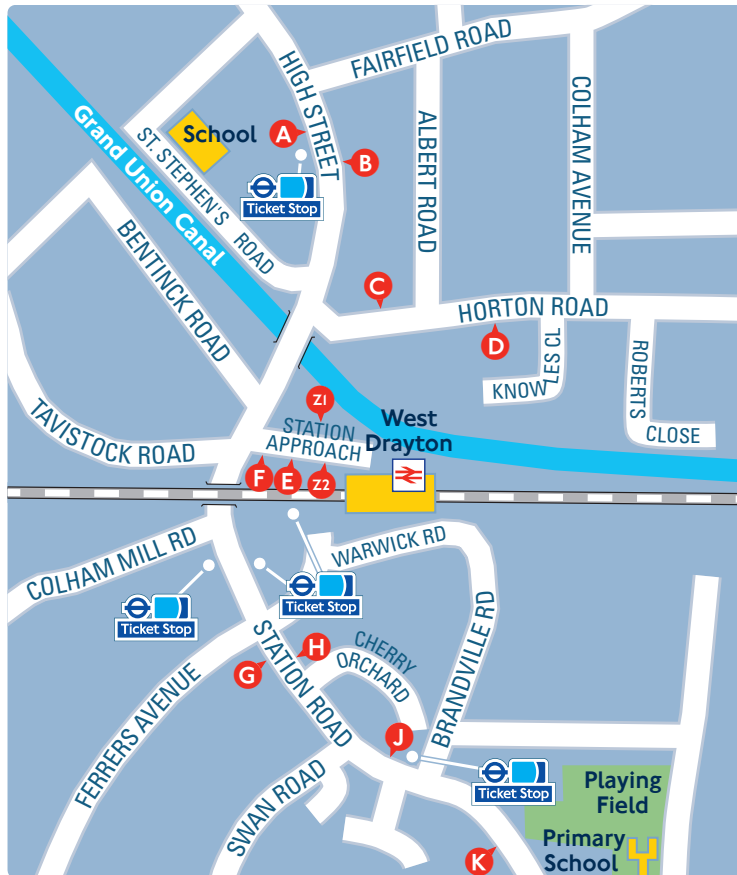 FAIRFIELD ROAD
HIGH STREET
COLHAM AVENUE
Grand Union Canal
School
A
ALBERT ROAD
ST. STEPHEN'S ROAD
B
Ticket Stop
BENTINCK ROAD
C
HORTON ROAD
D
KNOWLES CL
ROBERTS CLOSE
Z1
TAVISTOCK ROAD
STATION
APPROACH
West
Drayton
F
E
Z2
COLHAM MILL RD
WARWICK RD
Ticket Stop
Ticket Stop
BRANDVILLE RD
STATION ROAD
H
CHERRY
ORCHARD
G
FERRERS AVENUE
J
Ticket Stop
Playing
Field
SWAN ROAD
Primary
School
K